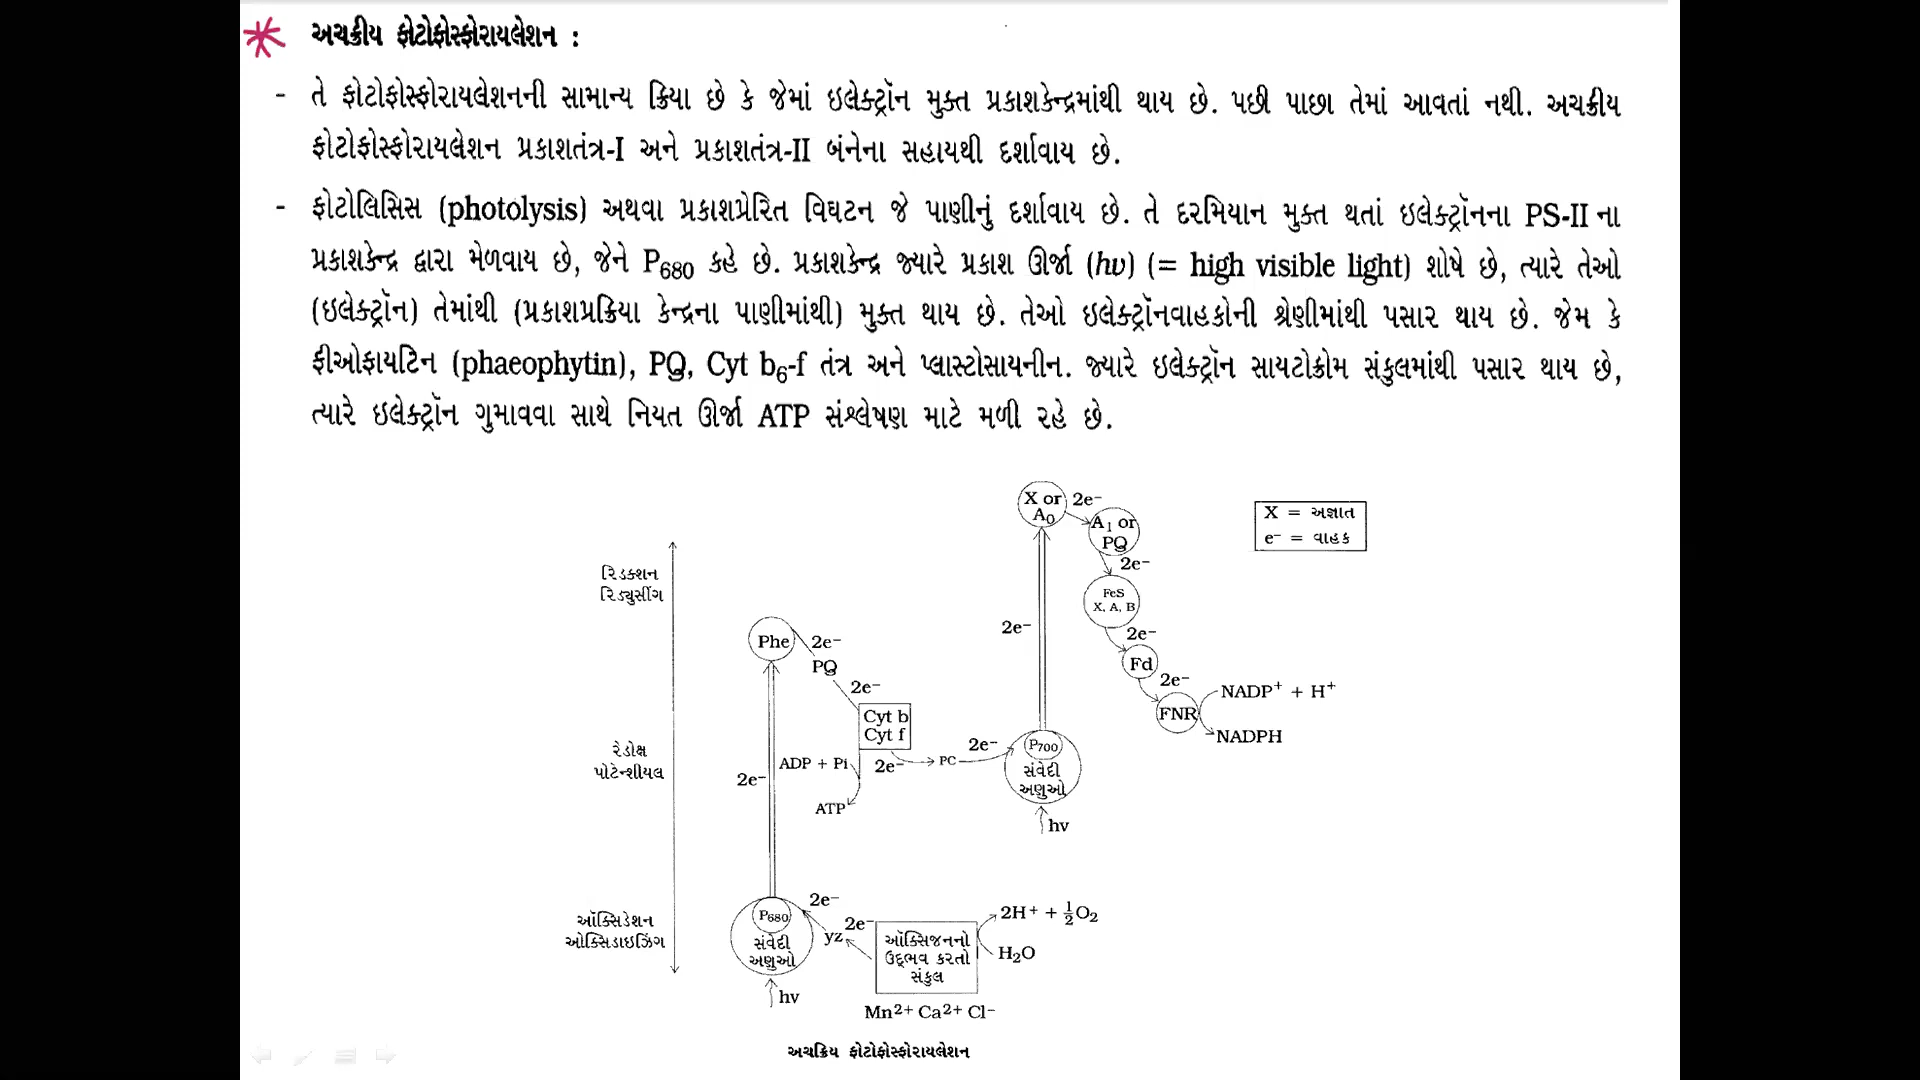 અચક્રીય ફોટોફોસ્ફોરાયલેશન :
- તે ફોટોફોસ્ફોરાયલેશનની સામાન્ય ક્રિયા છે કે જેમાં ઇલેક્ટ્રૉન મુક્ત પ્રકાશકેન્દ્રમાંથી થાય છે. પછી પાછા તેમાં આવતાં નથી. અચક્રીય
ફોટોફોસ્ફોરાયલેશન પ્રકાશતંત્ર-I અને પ્રકાશતંત્ર-II બંનેના સહાયથી દર્શાવાય છે.
- ફોટોલિસિસ (photolysis) અથવા પ્રકાશપ્રેરિત વિઘટન જે પાણીનું દર્શાવાય છે. તે દરમિયાન મુક્ત થતાં ઇલેક્ટ્રૉનના PS-II ના
પ્રકાશકેન્દ્ર દ્વારા મેળવાય છે, જેને P₆₈₀ કહે છે. પ્રકાશકેન્દ્ર જ્યારે પ્રકાશ ઊર્જા (hυ) (= high visible light) શોષે છે, ત્યારે તેઓ
(ઇલેક્ટ્રૉન) તેમાંથી (પ્રકાશપ્રક્રિયા કેન્દ્રના પાણીમાંથી) મુક્ત થાય છે. તેઓ ઇલેક્ટ્રૉનવાહકોની શ્રેણીમાંથી પસાર થાય છે. જેમ કે
ફીઓફાયટિન (phaeophytin), PQ, Cyt b₆-f તંત્ર અને પ્લાસ્ટોસાયનીન. જ્યારે ઇલેક્ટ્રૉન સાયટોક્રોમ સંકુલમાંથી પસાર થાય છે,
ત્યારે ઇલેક્ટ્રૉન ગુમાવવા સાથે નિયત ઊર્જા ATP સંશ્લેષણ માટે મળી રહે છે.
X or
A₀
2e⁻
A₁ or
PQ
X = અજ્ઞાત
e⁻ = વાહક
2e⁻
રિડક્શન
રિડ્યુસીંગ
FeS
X, A, B
2e⁻
2e⁻
Phe
2e⁻
PQ
Fd
2e⁻
2e⁻
NADP⁺ + H⁺
FNR
NADPH
Cyt b
Cyt f
2e⁻
P₇₀₀
સંવેદી
અણુઓ
રેડોક્ષ
પોટેન્શીયલ
2e⁻
ADP + Pi
2e⁻
PC
ATP
hv
ઑક્સિડેશન
ઓક્સિડાઇઝિંગ
P₆₈₀
સંવેદી
અણુઓ
2e⁻
yz
2e⁻
ઑક્સિજનનો
ઉદ્ભવ કરતો
સંકુલ
2H⁺ + ½O₂
H₂O
hv
Mn²⁺ Ca²⁺ Cl⁻
અચક્રિય ફોટોફોસ્ફોરાયલેશન